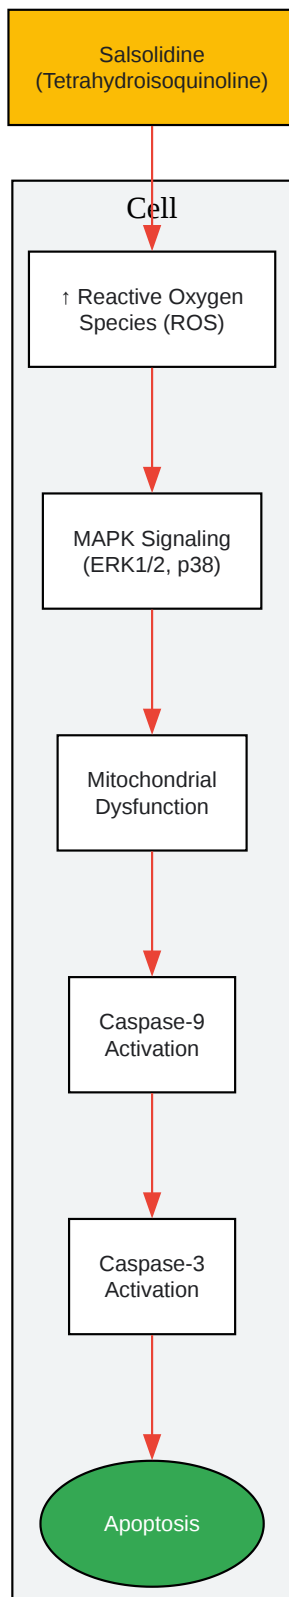 Salsolidine
(Tetrahydroisoquinoline)
Cell
↑ Reactive Oxygen
Species (ROS)
MAPK Signaling
(ERK1/2, p38)
Mitochondrial
Dysfunction
Caspase-9
Activation
Caspase-3
Activation
Apoptosis